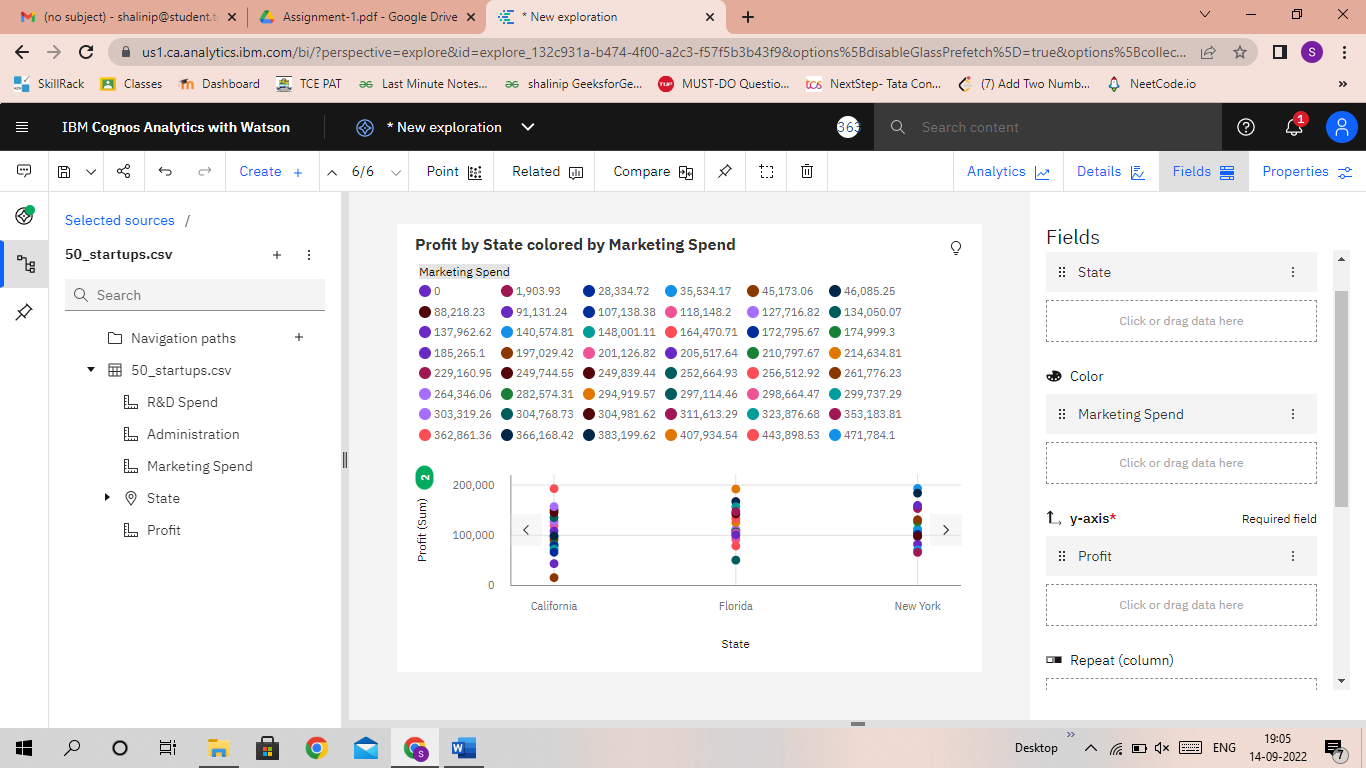 (no subject) - shalinip@student.t
Assignment-1.pdf - Google Drive
* New exploration
us1.ca.analytics.ibm.com/bi/?perspective=explore&id=explore_132c931a-b474-4f00-a2c3-f57f5b3b43f9&options%5BdisableGlassPrefetch%5D=true&options%5Bcollec...
S
SkillRack
Classes
Dashboard
TCE PAT
Last Minute Notes...
shalinip GeeksforGe...
MUST-DO Questio...
NextStep- Tata Con...
(7) Add Two Numb...
NeetCode.io
»
IBM Cognos Analytics with Watson
* New exploration
363
Search content
1
Create +
6/6
Point
Related
Compare
Analytics
Details
Fields
Properties
Selected sources /
50_startups.csv
Search
Navigation paths
50_startups.csv
R&D Spend
Administration
Marketing Spend
State
Profit
Profit by State colored by Marketing Spend
Marketing Spend
0 1,903.93 28,334.72 35,534.17 45,173.06 46,085.25
88,218.23 91,131.24 107,138.38 118,148.2 127,716.82 134,050.07
137,962.62 140,574.81 148,001.11 164,470.71 172,795.67 174,999.3
185,265.1 197,029.42 201,126.82 205,517.64 210,797.67 214,634.81
229,160.95 249,744.55 249,839.44 252,664.93 256,512.92 261,776.23
264,346.06 282,574.31 294,919.57 297,114.46 298,664.47 299,737.29
303,319.26 304,768.73 304,981.62 311,613.29 323,876.68 353,183.81
362,861.36 366,168.42 383,199.62 407,934.54 443,898.53 471,784.1
2
Profit (Sum)
200,000
100,000
0
California Florida New York
State
Fields
State
Click or drag data here
Color
Marketing Spend
Click or drag data here
y-axis* Required field
Profit
Click or drag data here
Repeat (column)
W
S
Desktop
»
ENG
19:05
14-09-2022
7